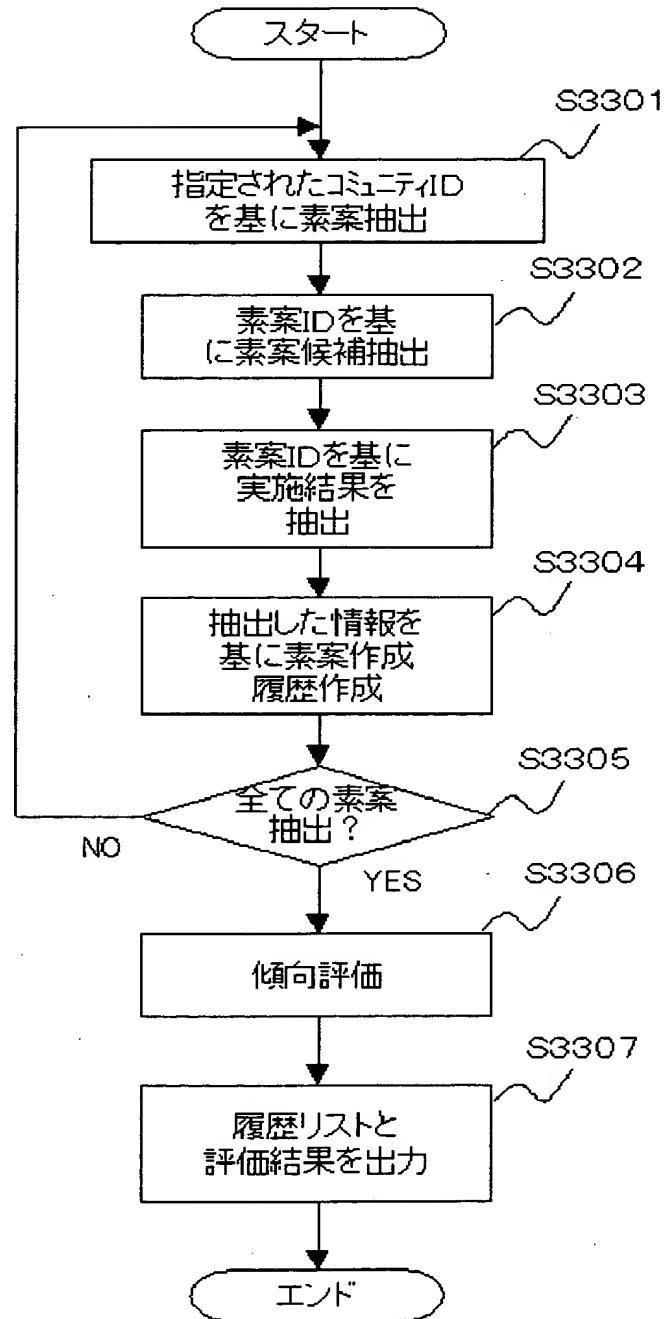 スタート
S3301
指定されたコミュニティID
を基に素案抽出
S3302
素案IDを基
に素案候補抽出
S3303
素案IDを基に
実施結果を
抽出
S3304
抽出した情報を
基に素案作成
履歴作成
S3305
全ての素案
抽出？
NO
YES
S3306
傾向評価
S3307
履歴リストと
評価結果を出力
エンド